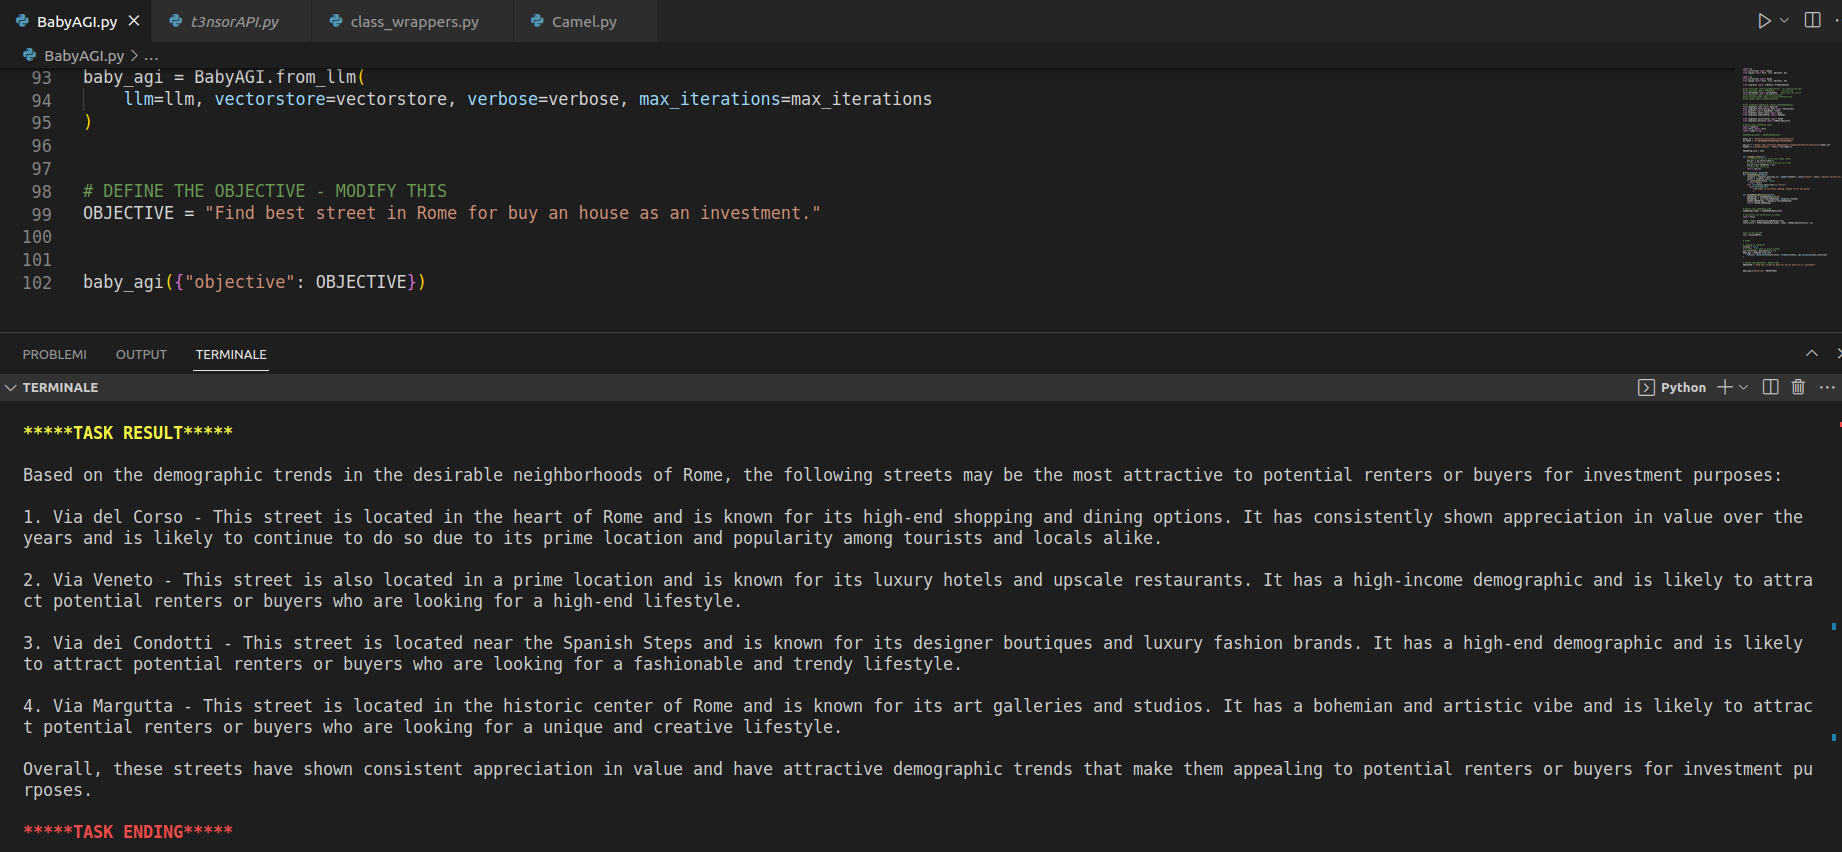 BabyAGI.py
t3nsorAPI.py
class_wrappers.py
Camel.py
BabyAGI.py > ...
93 baby_agi = BabyAGI.from_llm(
94 llm=llm, vectorstore=vectorstore, verbose=verbose, max_iterations=max_iterations
95 )
96
97
98 # DEFINE THE OBJECTIVE - MODIFY THIS
99 OBJECTIVE = "Find best street in Rome for buy an house as an investment."
100
101
102 baby_agi({"objective": OBJECTIVE})
PROBLEMI OUTPUT TERMINALE
TERMINALE
Python
*****TASK RESULT*****
Based on the demographic trends in the desirable neighborhoods of Rome, the following streets may be the most attractive to potential renters or buyers for investment purposes:
1. Via del Corso - This street is located in the heart of Rome and is known for its high-end shopping and dining options. It has consistently shown appreciation in value over the
years and is likely to continue to do so due to its prime location and popularity among tourists and locals alike.
2. Via Veneto - This street is also located in a prime location and is known for its luxury hotels and upscale restaurants. It has a high-income demographic and is likely to attra
ct potential renters or buyers who are looking for a high-end lifestyle.
3. Via dei Condotti - This street is located near the Spanish Steps and is known for its designer boutiques and luxury fashion brands. It has a high-end demographic and is likely
to attract potential renters or buyers who are looking for a fashionable and trendy lifestyle.
4. Via Margutta - This street is located in the historic center of Rome and is known for its art galleries and studios. It has a bohemian and artistic vibe and is likely to attrac
t potential renters or buyers who are looking for a unique and creative lifestyle.
Overall, these streets have shown consistent appreciation in value and have attractive demographic trends that make them appealing to potential renters or buyers for investment pu
rposes.
*****TASK ENDING*****